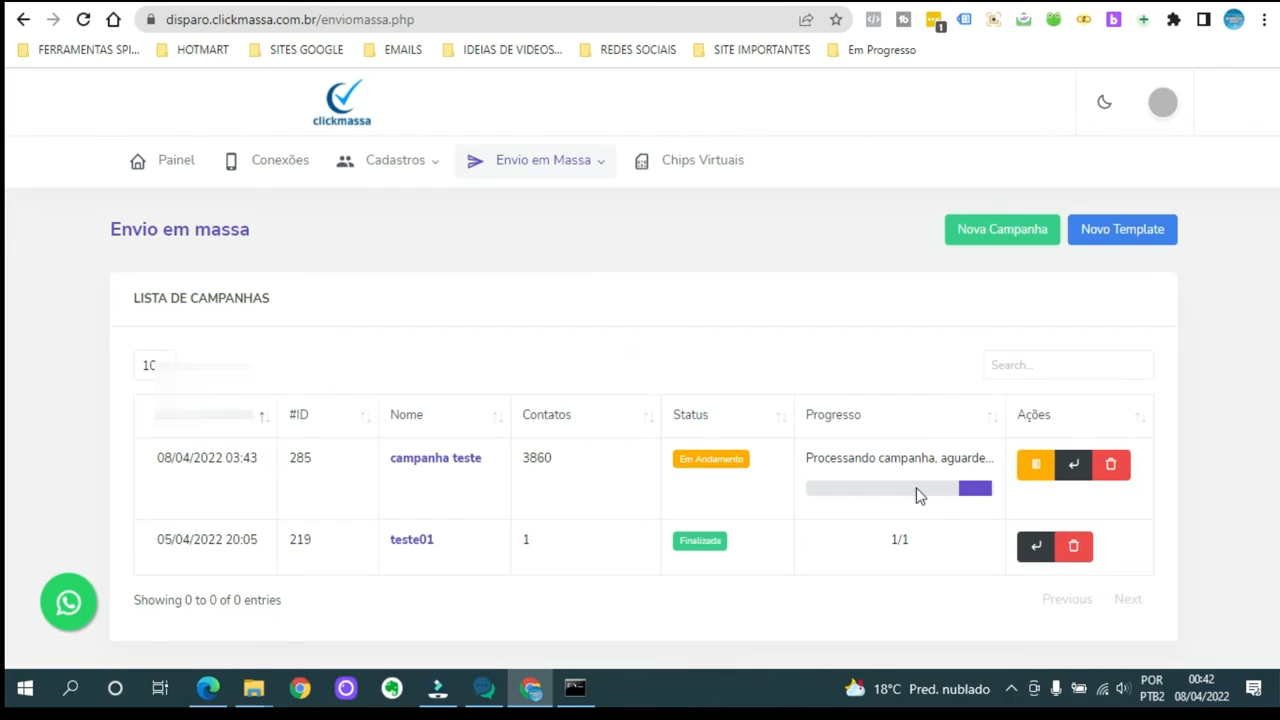 disparo.clickmassa.com.br/enviomassa.php
1
FERRAMENTAS SPI...
HOTMART
SITES GOOGLE
EMAILS
IDEIAS DE VIDEOS...
REDES SOCIAIS
SITE IMPORTANTES
Em Progresso
clickmassa
Painel
Conexões
Cadastros
Envio em Massa
Chips Virtuais
Envio em massa
Nova Campanha
Novo Template
LISTA DE CAMPANHAS
10
Search...
#ID
Nome
Contatos
Status
Progresso
Ações
08/04/2022 03:43
285
campanha teste
3860
Em Andamento
Processando campanha, aguarde...
05/04/2022 20:05
219
teste01
1
Finalizada
1/1
Showing 0 to 0 of 0 entries
Previous
Next
18°C Pred. nublado
POR
PTB2
00:42
08/04/2022